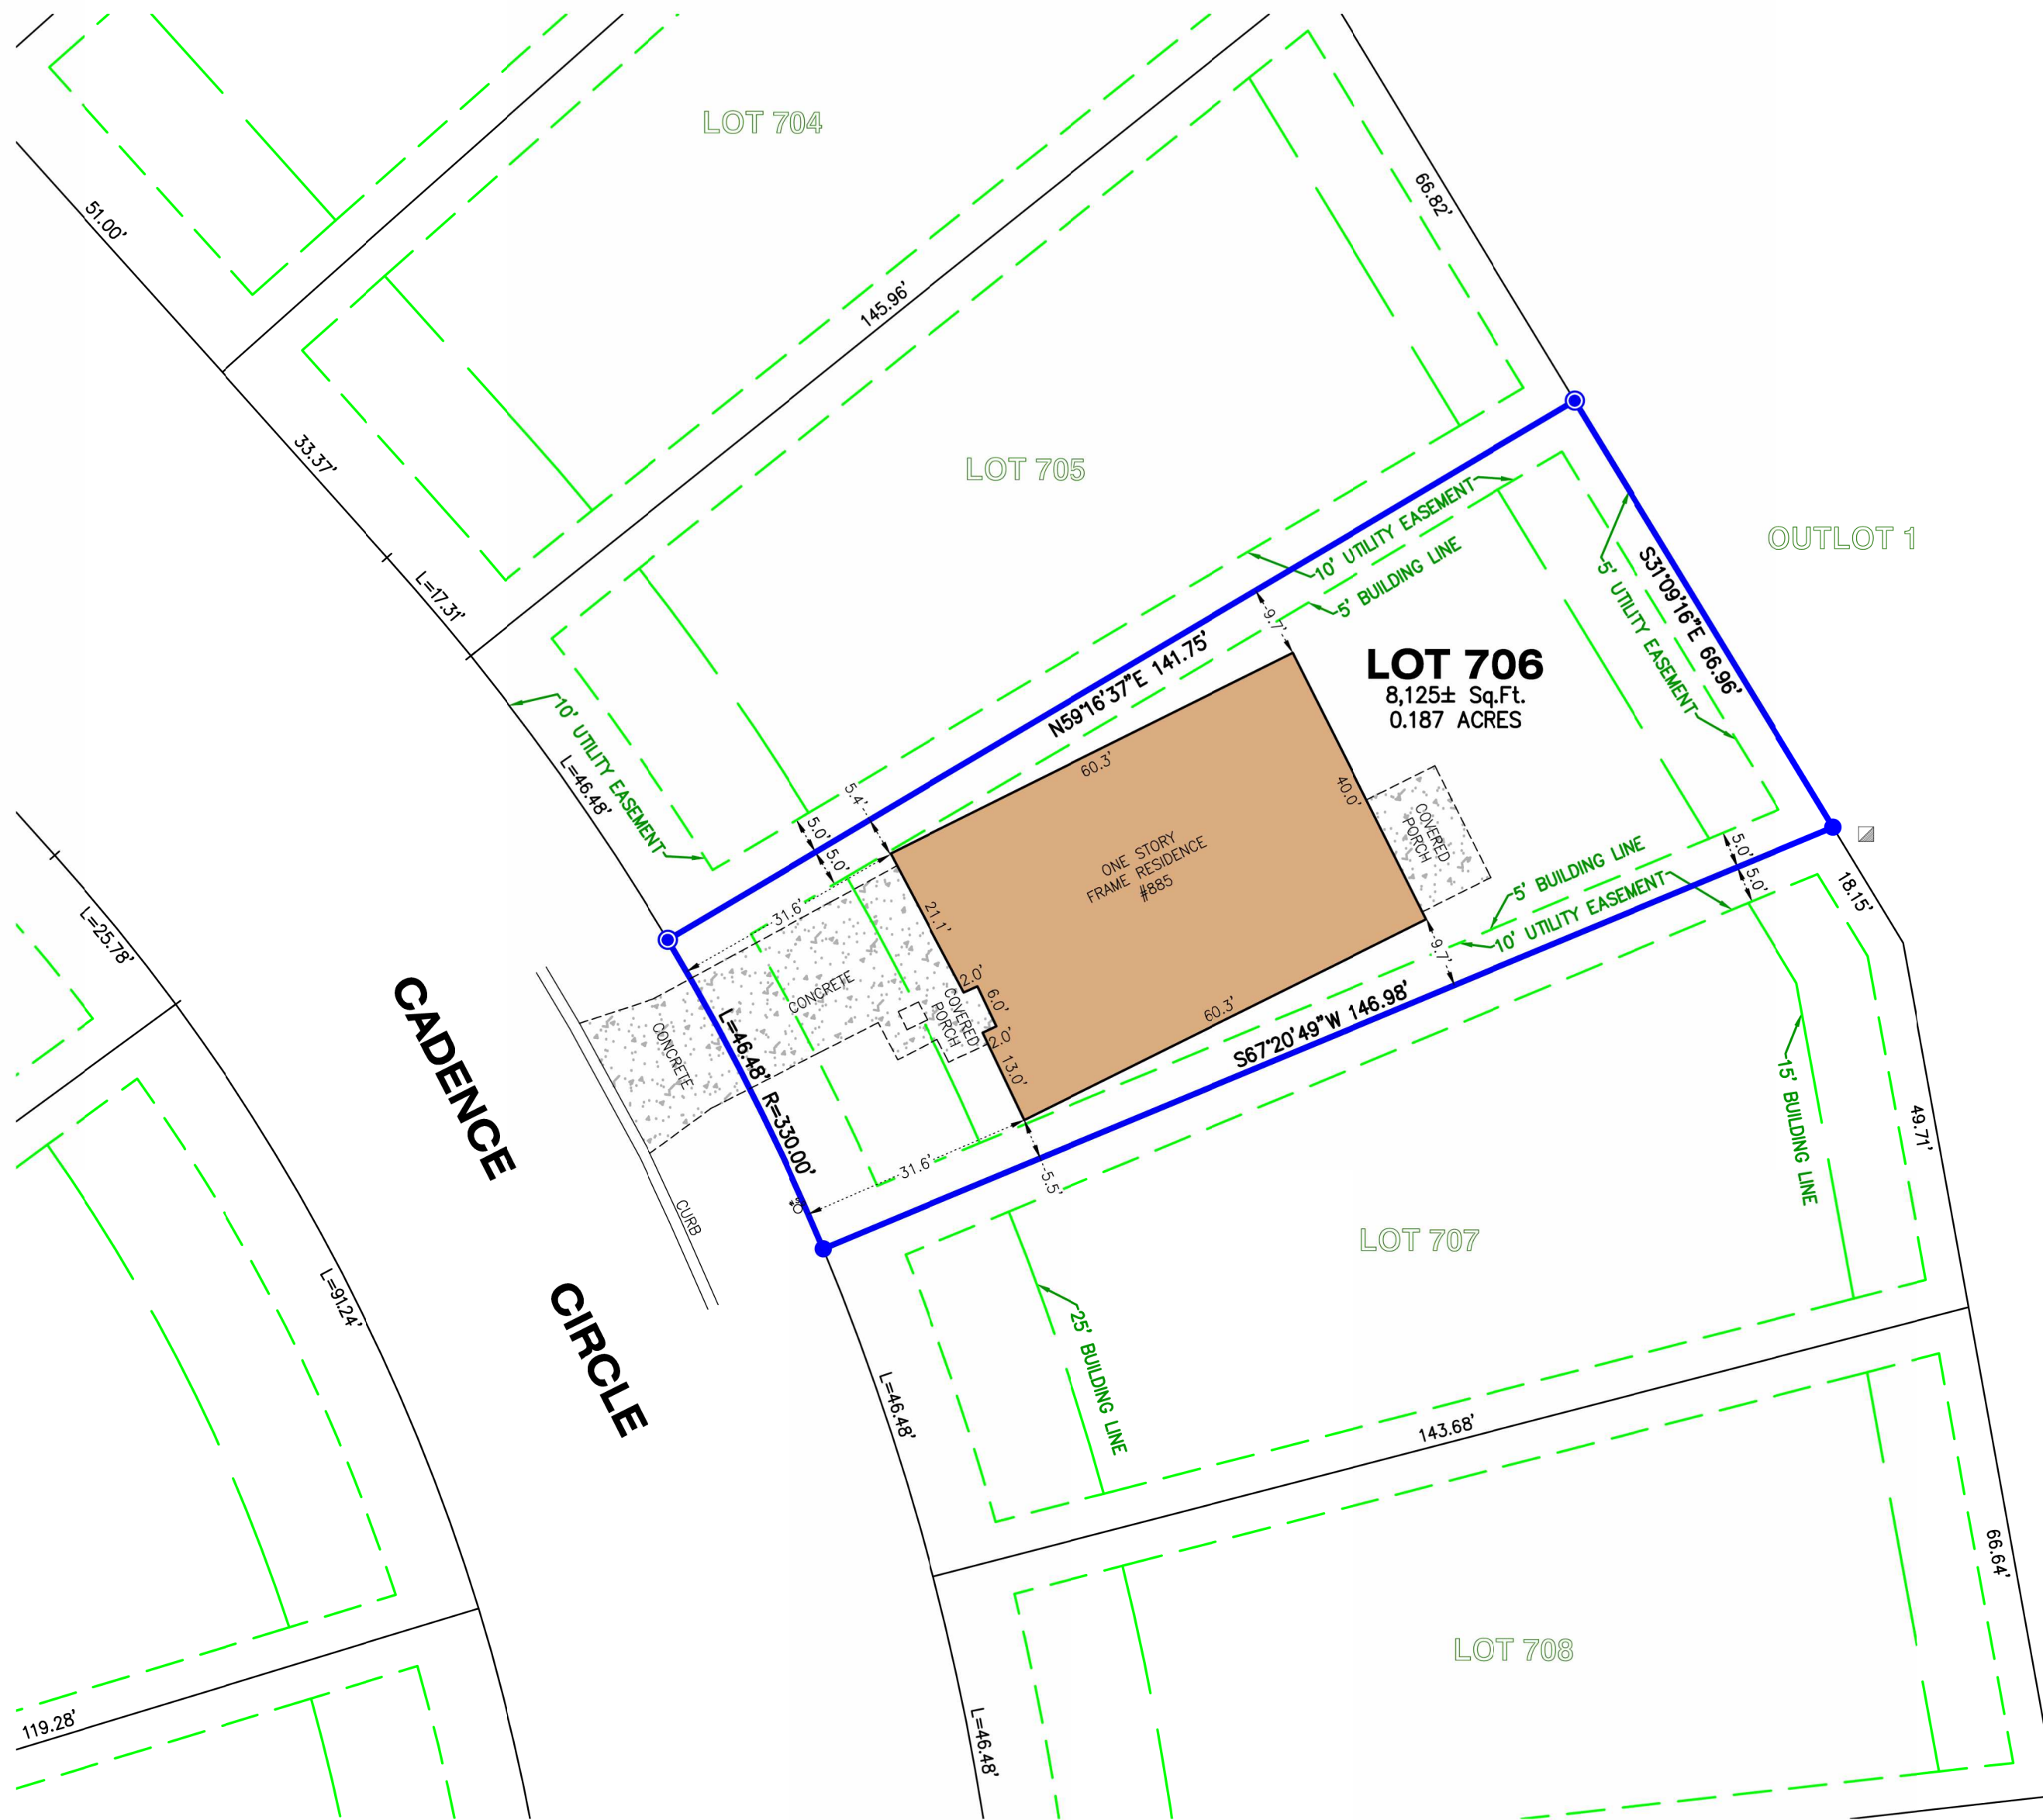 LOT 704
66.82'
51.00'
145.96'
33.37'
LOT 705
L=17.31'
10' UTILITY EASEMENT
5' BUILDING LINE
S31°09'16"E 66.96'
5' UTILITY EASEMENT
OUTLOT 1
9.7'
N59°16'37"E 141.75'
LOT 706
8,125± Sq.Ft.
0.187 ACRES
10' UTILITY EASEMENT
L=46.48'
60.3'
5.4'
5.0'
5.0'
40.0'
COVERED
PORCH
ONE STORY
FRAME RESIDENCE
#885
5' BUILDING LINE
10' UTILITY EASEMENT
5.0'
5.0'
18.15'
31.6'
21.1'
L=25.78'
CONCRETE
2.0'
6.0'
COVERED
PORCH
2.0'
13.0'
CONCRETE
60.3'
9.7'
S67°20'49"W 146.98'
L=46.48' R=330.00'
CADENCE
CIRCLE
15' BUILDING LINE
49.71'
31.6'
5.5'
CURB
LOT 707
L=91.24'
25' BUILDING LINE
L=46.48'
143.68'
66.64'
LOT 708
119.28'
L=46.48'